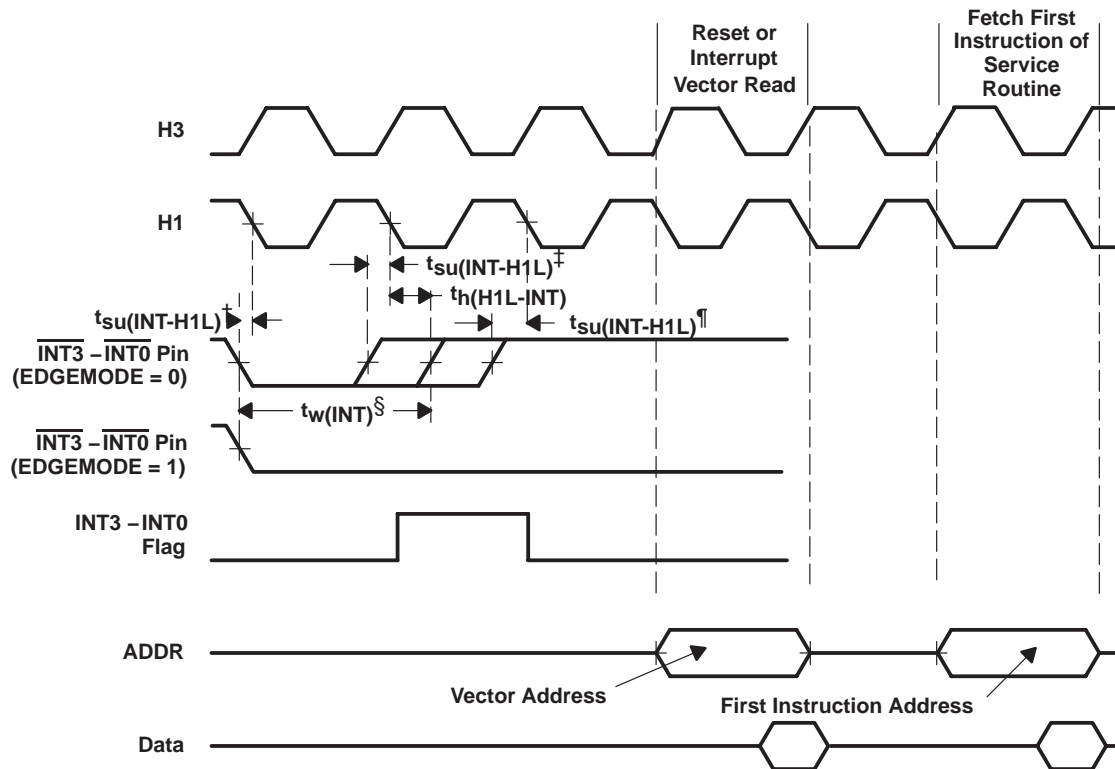 Reset or
Interrupt
Vector Read
Fetch First
Instruction of
Service
Routine
H3
H1
tsu(INT-H1L)‡
th(H1L-INT)
tsu(INT-H1L)†
tsu(INT-H1L)¶
INT3 – INT0 Pin
(EDGEMODE = 0)
tw(INT)§
INT3 – INT0 Pin
(EDGEMODE = 1)
INT3 – INT0
Flag
ADDR
Vector Address
First Instruction Address
Data